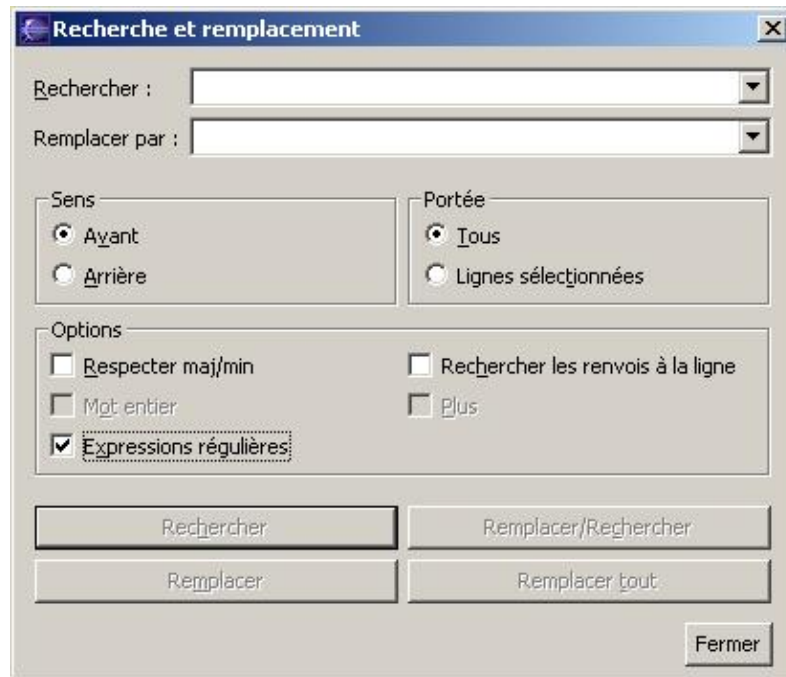 Recherche et remplacement
Rechercher :
Remplacer par :
Sens
Portée
Avant
Tous
Arrière
Lignes sélectionnées
Options
Respecter maj/min
Rechercher les renvois à la ligne
Mot entier
Plus
Expressions régulières
Rechercher
Remplacer/Rechercher
Remplacer
Remplacer tout
Fermer